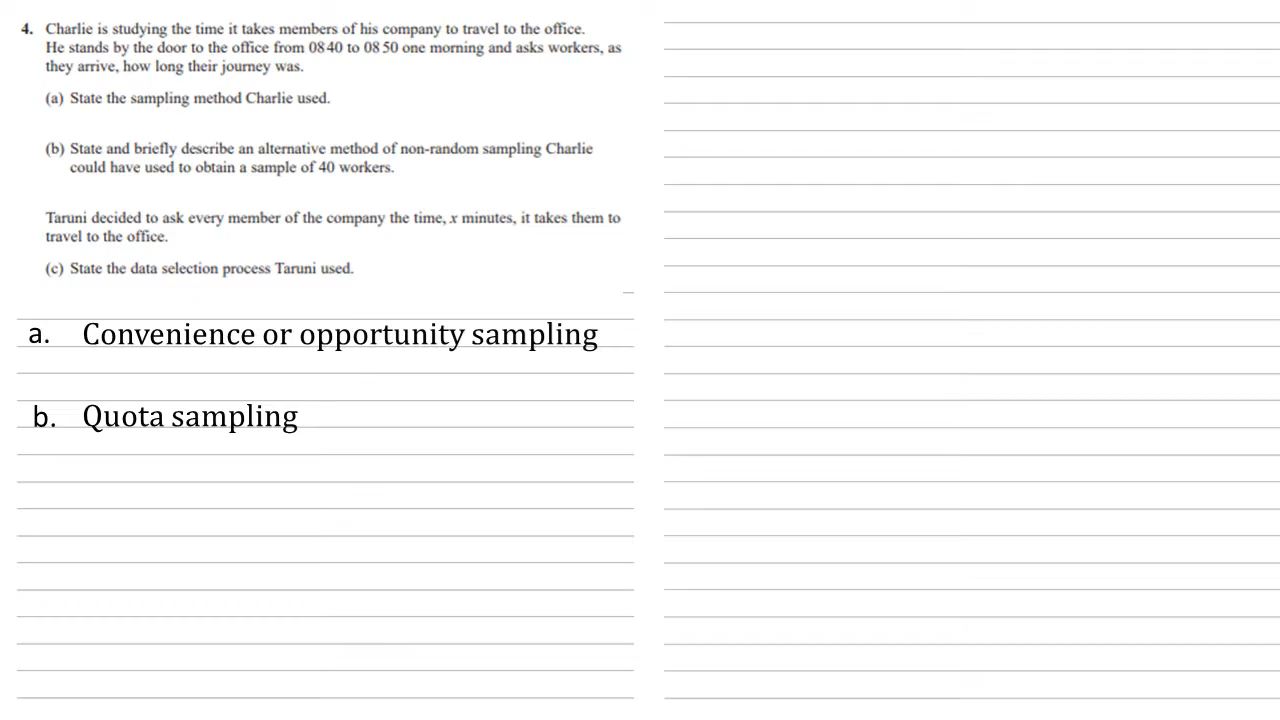 4. Charlie is studying the time it takes members of his company to travel to the office.
He stands by the door to the office from 08 40 to 08 50 one morning and asks workers, as
they arrive, how long their journey was.
(a) State the sampling method Charlie used.
(b) State and briefly describe an alternative method of non-random sampling Charlie
could have used to obtain a sample of 40 workers.
Taruni decided to ask every member of the company the time, x minutes, it takes them to
travel to the office.
(c) State the data selection process Taruni used.
a. Convenience or opportunity sampling
b. Quota sampling